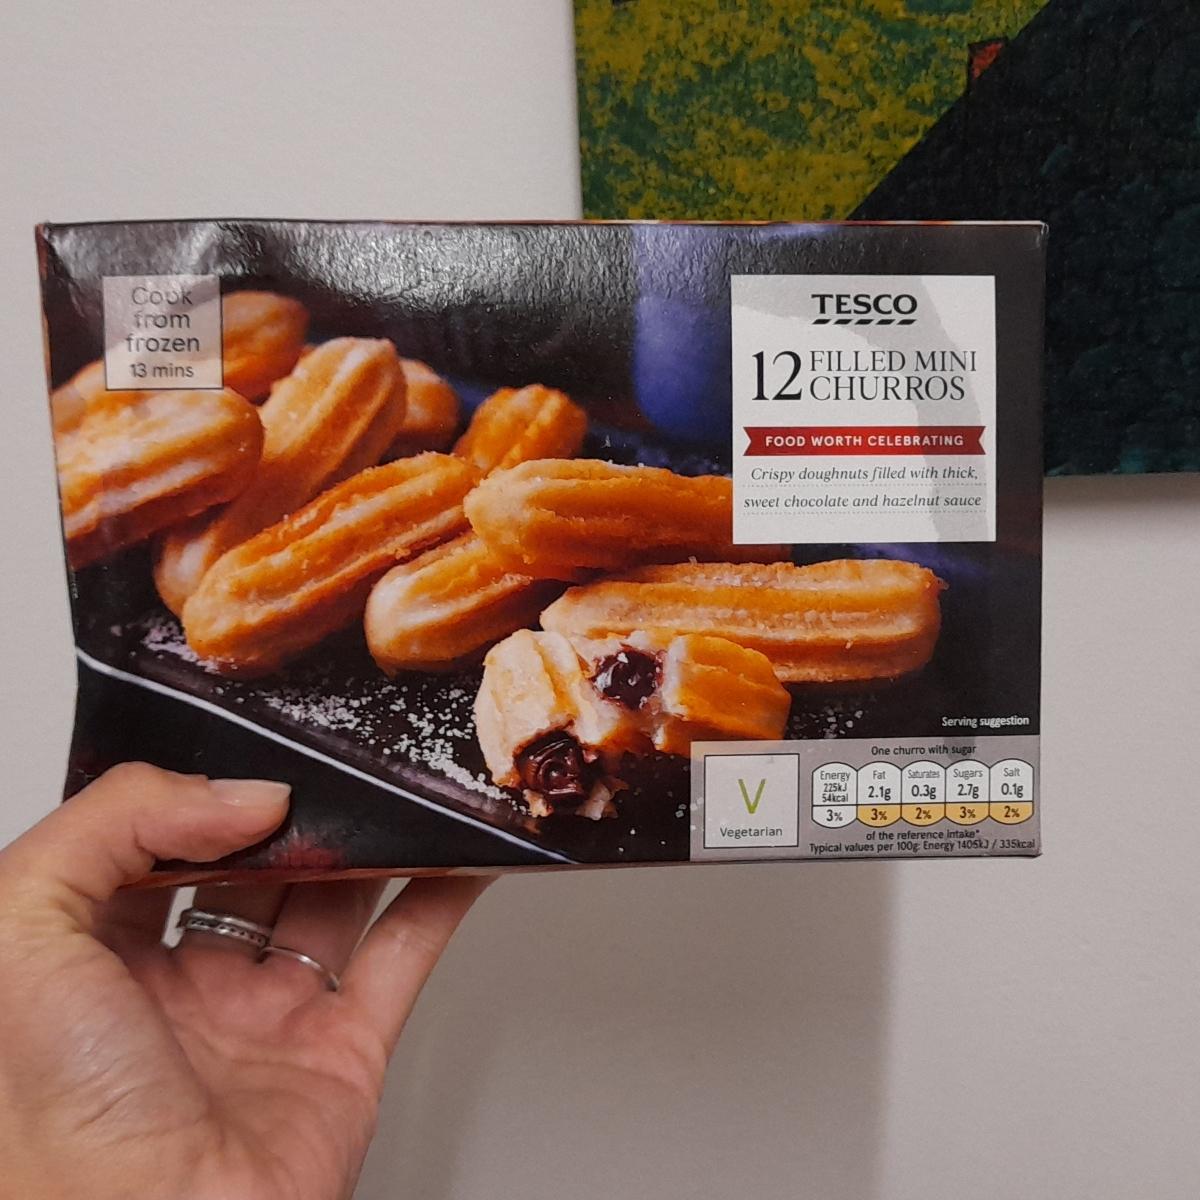 Cook
from
frozen
13 mins
TESCO
12 FILLED MINI
CHURROS
FOOD WORTH CELEBRATING
Crispy doughnuts filled with thick,
sweet chocolate and hazelnut sauce
Serving suggestion
V
Vegetarian
One churro with sugar
Energy Fat Saturates Sugars Salt
225kJ
54kcal 2.1g 0.3g 2.7g 0.1g
3% 3% 2% 3% 2%
of the reference intake*
Typical values per 100g: Energy 1405kJ / 335kcal